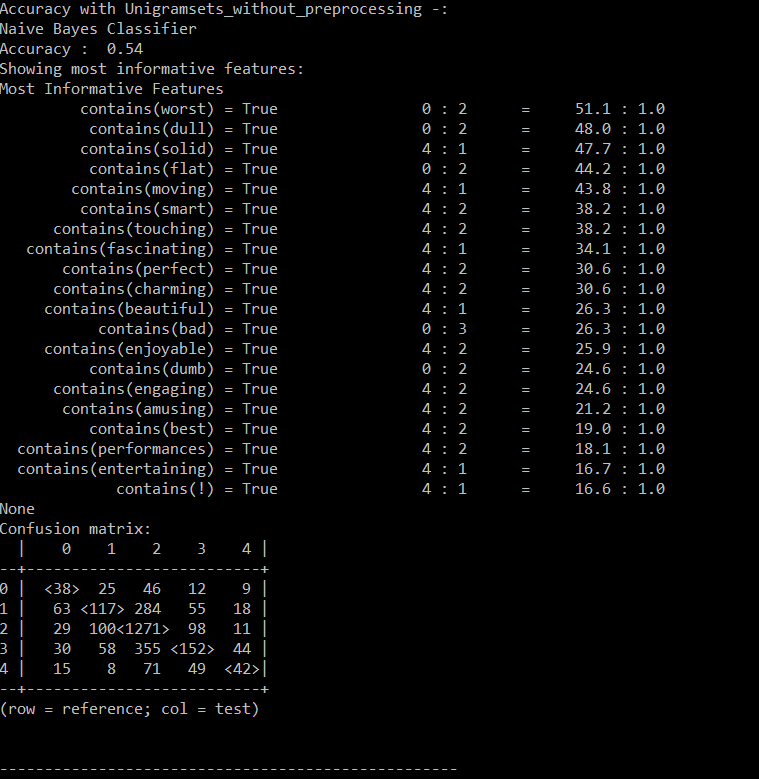 Accuracy with Unigramsets_without_preprocessing -:
Naive Bayes Classifier
Accuracy :  0.54
Showing most informative features:
Most Informative Features
         contains(worst) = True                0 : 2      =     51.1 : 1.0
          contains(dull) = True                0 : 2      =     48.0 : 1.0
         contains(solid) = True                4 : 1      =     47.7 : 1.0
          contains(flat) = True                0 : 2      =     44.2 : 1.0
        contains(moving) = True                4 : 1      =     43.8 : 1.0
         contains(smart) = True                4 : 2      =     38.2 : 1.0
      contains(touching) = True                4 : 2      =     38.2 : 1.0
   contains(fascinating) = True                4 : 1      =     34.1 : 1.0
       contains(perfect) = True                4 : 2      =     30.6 : 1.0
      contains(charming) = True                4 : 2      =     30.6 : 1.0
     contains(beautiful) = True                4 : 1      =     26.3 : 1.0
           contains(bad) = True                0 : 3      =     26.3 : 1.0
     contains(enjoyable) = True                4 : 2      =     25.9 : 1.0
          contains(dumb) = True                0 : 2      =     24.6 : 1.0
      contains(engaging) = True                4 : 2      =     24.6 : 1.0
       contains(amusing) = True                4 : 2      =     21.2 : 1.0
          contains(best) = True                4 : 2      =     19.0 : 1.0
  contains(performances) = True                4 : 2      =     18.1 : 1.0
  contains(entertaining) = True                4 : 1      =     16.7 : 1.0
             contains(!) = True                4 : 1      =     16.6 : 1.0
None
Confusion matrix:
  |    0    1    2    3    4 |
--+--------------------------+
0 |  <38>  25   46   12    9 |
1 |   63 <117> 284   55   18 |
2 |   29  100<1271>  98   11 |
3 |   30   58  355 <152>  44 |
4 |   15    8   71   49  <42>|
--+--------------------------+
(row = reference; col = test)
---------------------------------------------------